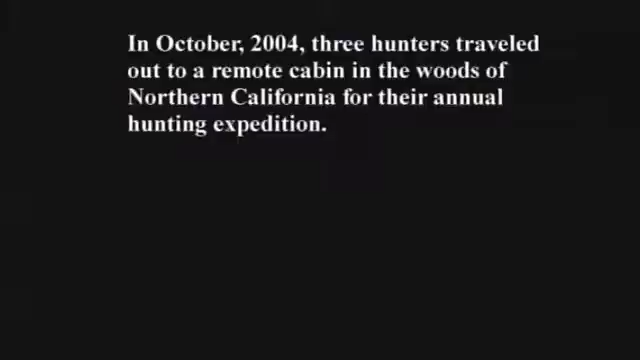 In October, 2004, three hunters traveled
out to a remote cabin in the woods of
Northern California for their annual
hunting expedition.